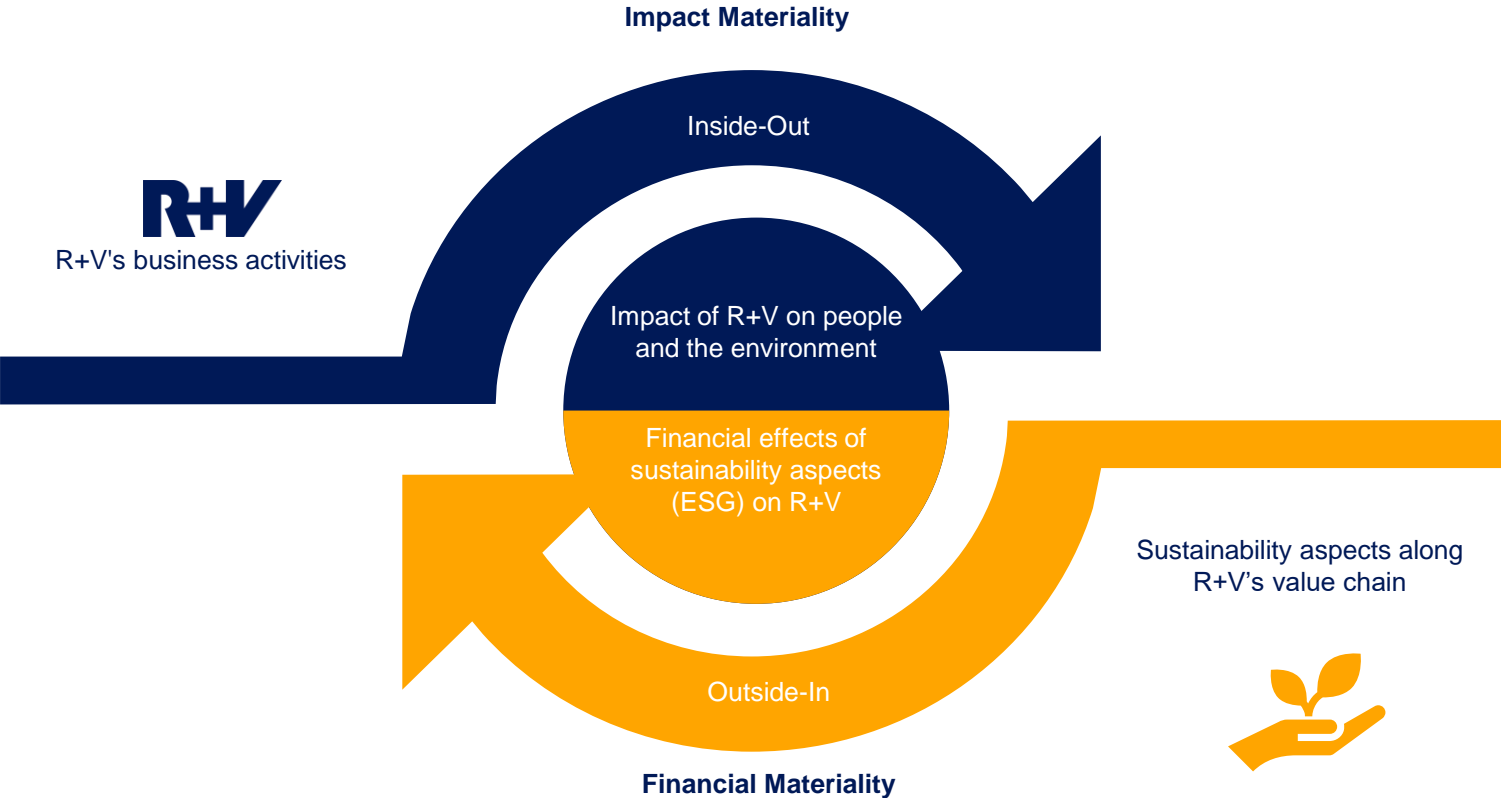 Impact Materiality
Inside-Out
R+V
R+V's business activities
Impact of R+V on people
and the environment
Financial effects of
sustainability aspects
(ESG) on R+V
Sustainability aspects along
R+V’s value chain
Outside-In
Financial Materiality